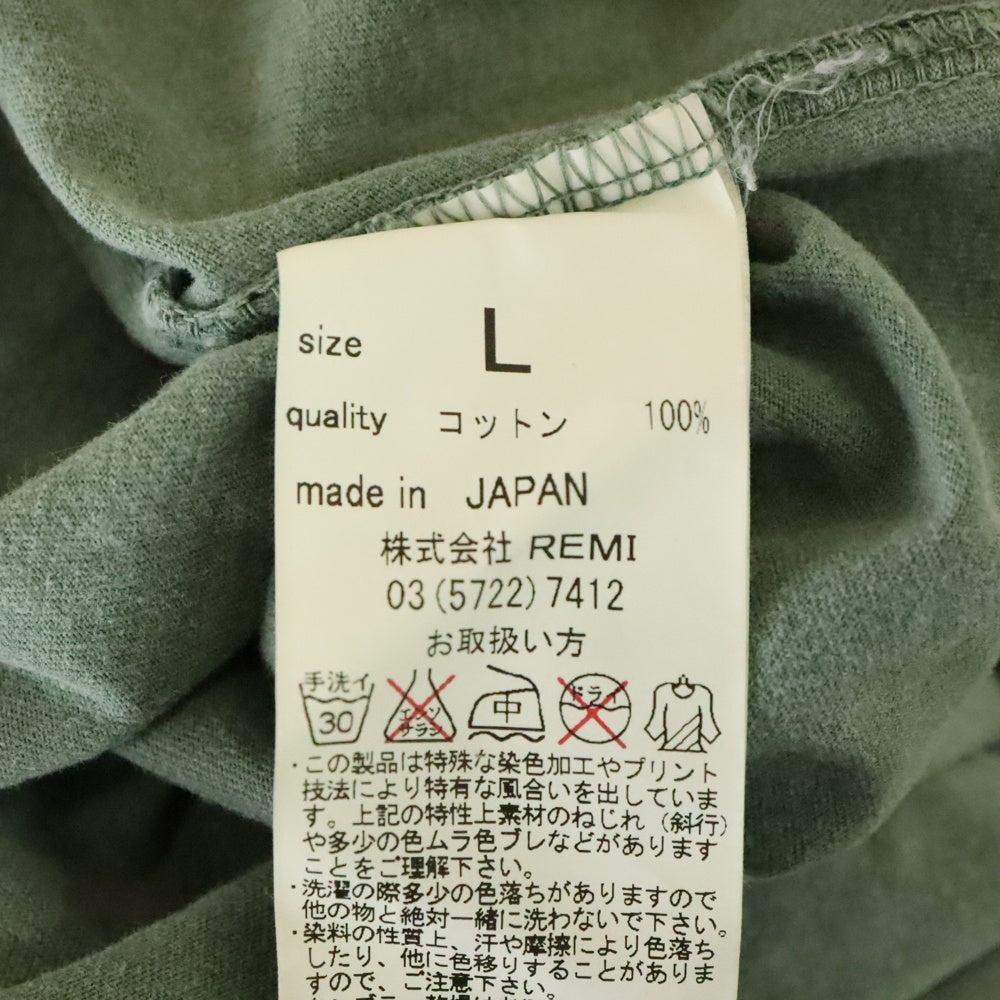 size L
quality コットン 100%
made in JAPAN
株式会社 REMI
03(5722)7412
お取扱い方
手洗イ 30 エンソ サラシ 中 ドライ
・この製品は特殊な染色加工やプリント
技法により特有な風合いを出していま
す。上記の特性上素材のねじれ（斜行）
や多少の色ムラ色ブレなどがあります
ことをご理解下さい。
・洗濯の際多少の色落ちがありますので
他の物と絶対一緒に洗わないで下さい。
・染料の性質上、汗や摩擦により色落ち
したり、他に色移りすることがありま
すので、ご注意下さい。